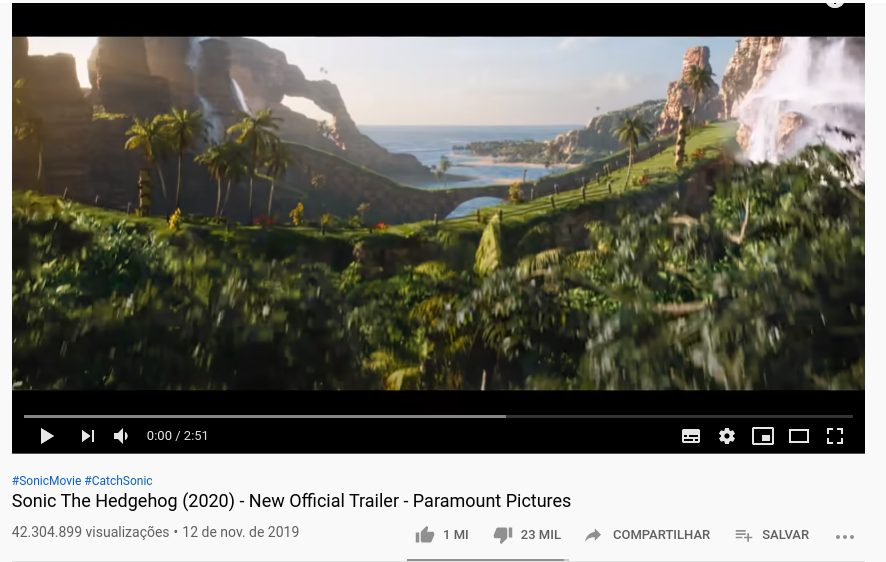 0:00 / 2:51
#SonicMovie #CatchSonic
Sonic The Hedgehog (2020) - New Official Trailer - Paramount Pictures
42.304.899 visualizações • 12 de nov. de 2019 1 MI 23 MIL COMPARTILHAR SALVAR